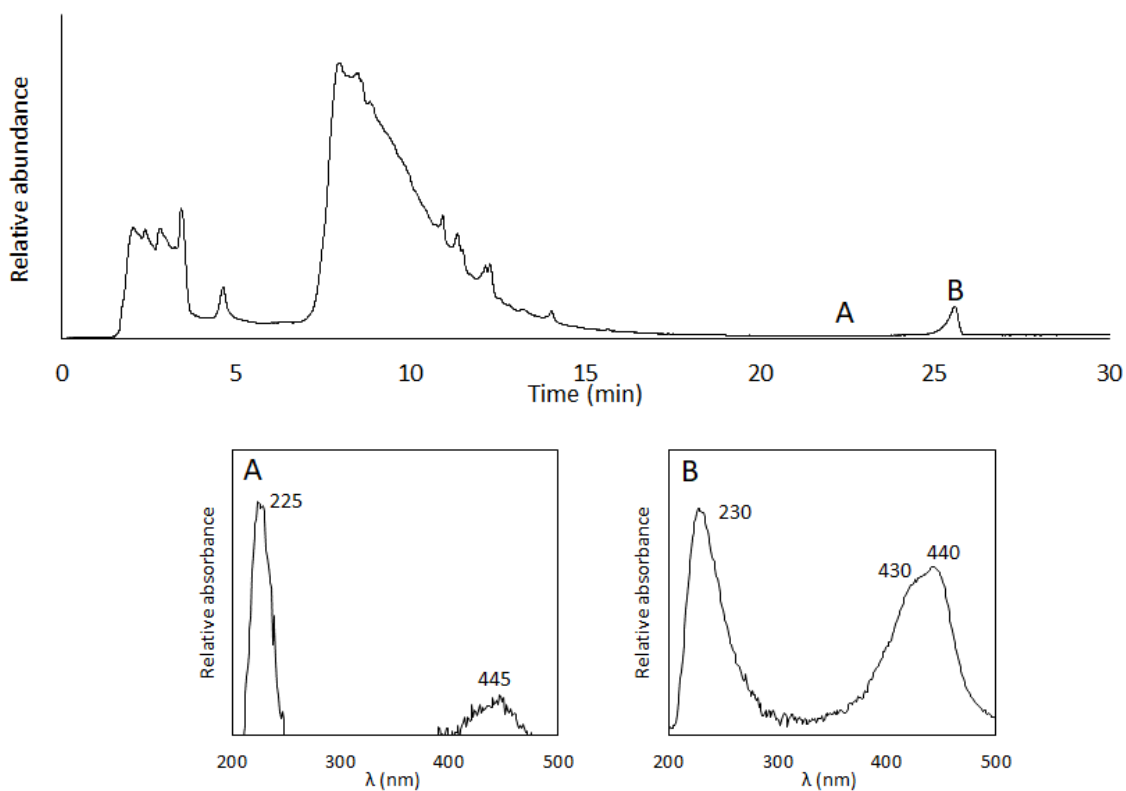 Relative abundance
A
B
0 5 10 15 20 25 30
Time (min)
A
225
445
Relative absorbance
200 300 400 500
λ (nm)
B
230
430
440
Relative absorbance
200 300 400 500
λ (nm)